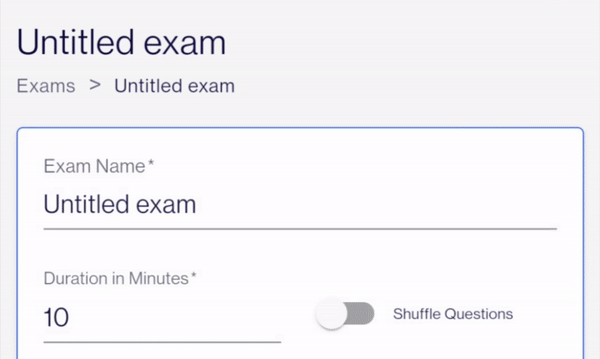 Untitled exam
Exams > Untitled exam
Exam Name*
Untitled exam
Duration in Minutes*
10 Shuffle Questions